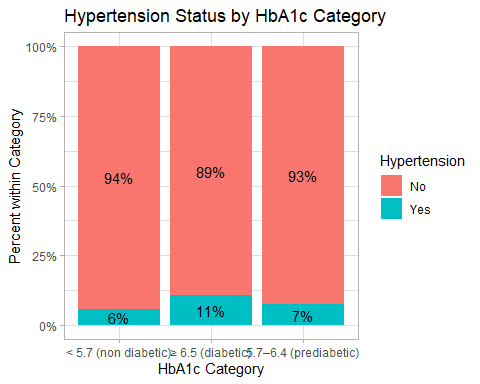 Hypertension Status by HbA1c Category
100%
75%
50%
25%
0%
Percent within Category
94%
89%
93%
6%
11%
7%
< 5.7 (non diabetic)
≥ 6.5 (diabetic)
5.7–6.4 (prediabetic)
HbA1c Category
Hypertension
No
Yes